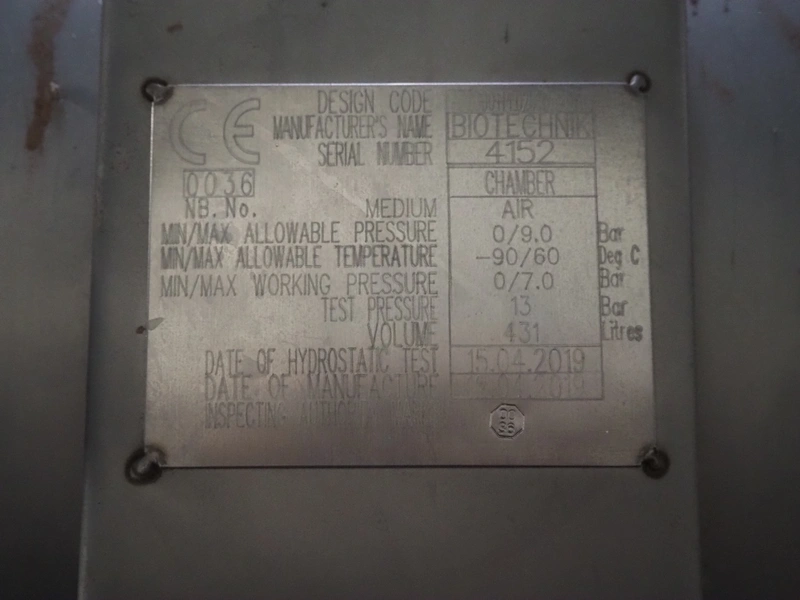 CE
0036
NB. No.
DESIGN CODE
MANUFACTURER'S NAME BIOTECHNIK
SERIAL NUMBER 4152
CHAMBER
MEDIUM AIR
MIN/MAX ALLOWABLE PRESSURE 0/9.0 Bar
MIN/MAX ALLOWABLE TEMPERATURE -90/60 Deg C
MIN/MAX WORKING PRESSURE 0/7.0 Bar
TEST PRESSURE 13 Bar
VOLUME 431 Litres
DATE OF HYDROSTATIC TEST 15.04.2019
DATE OF MANUFACTURE
INSPECTING